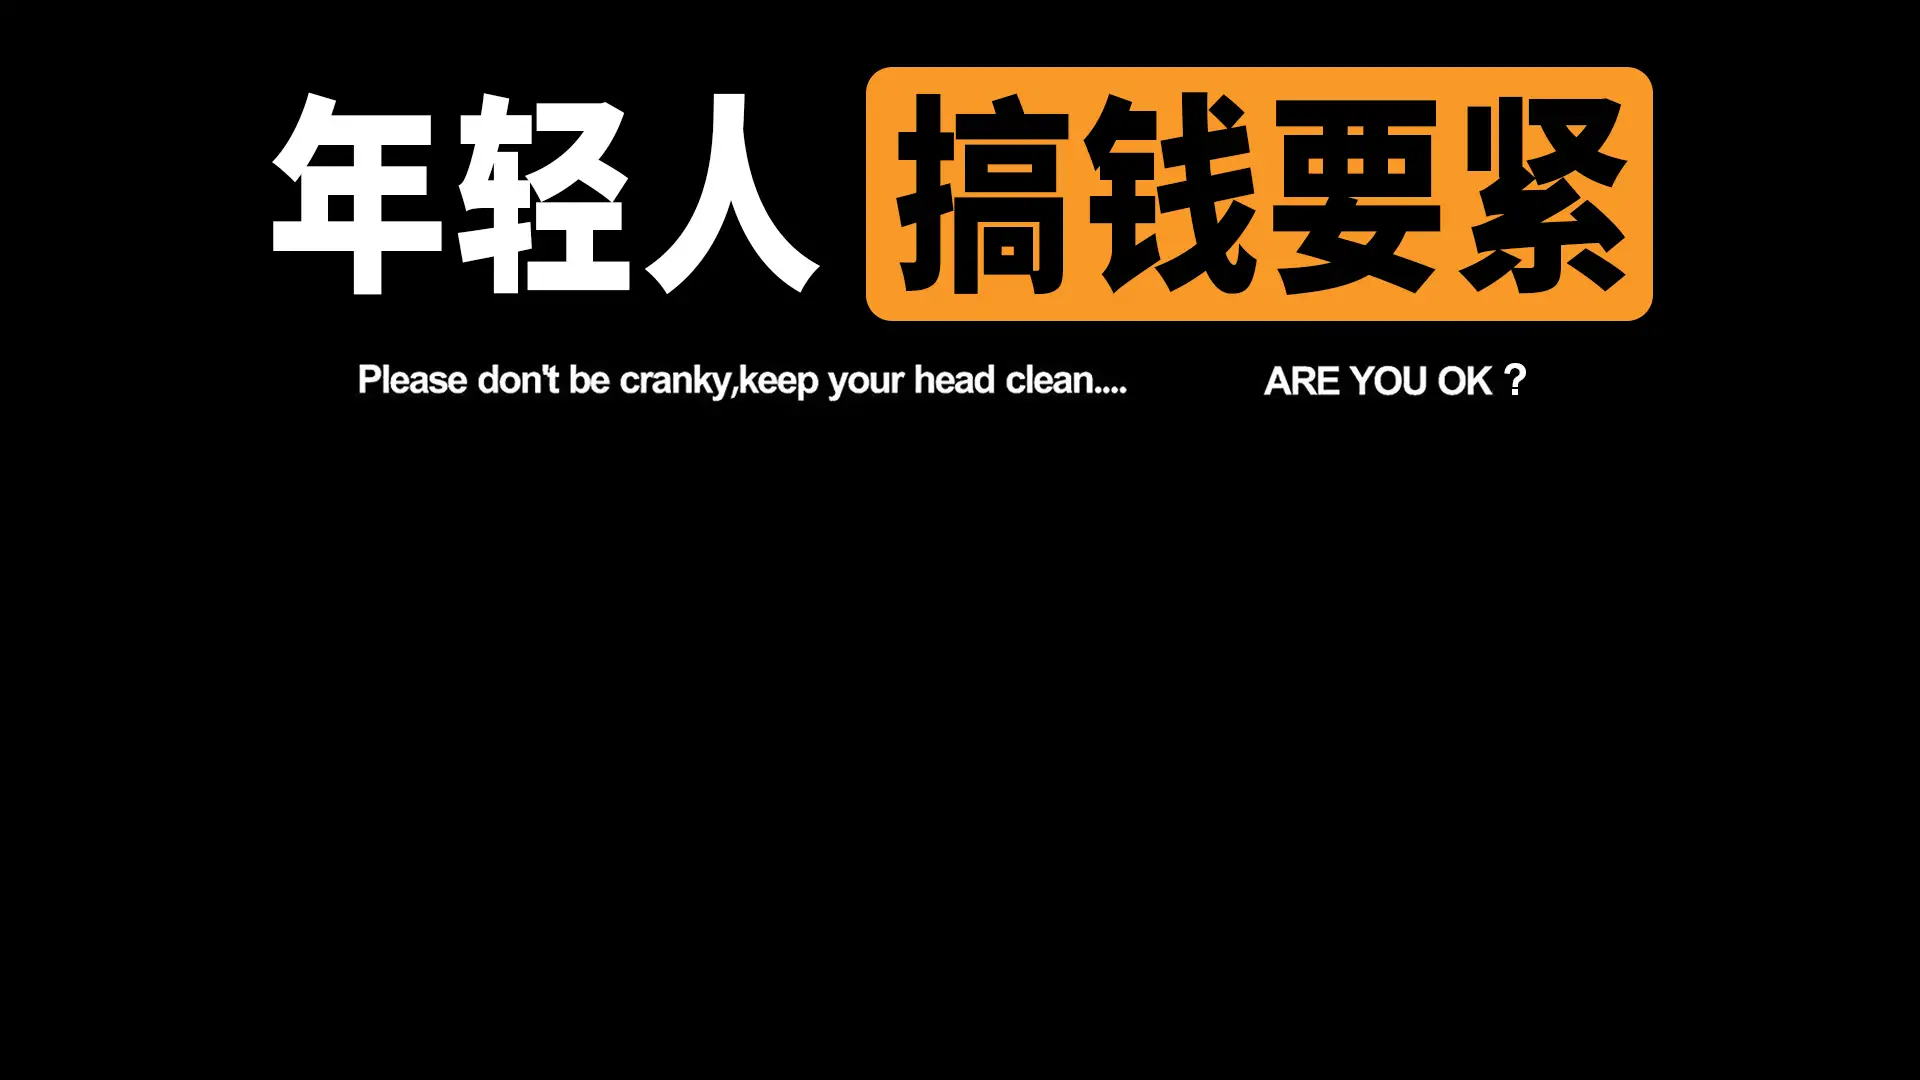 年轻人 搞钱要紧
Please don't be cranky,keep your head clean.... ARE YOU OK？